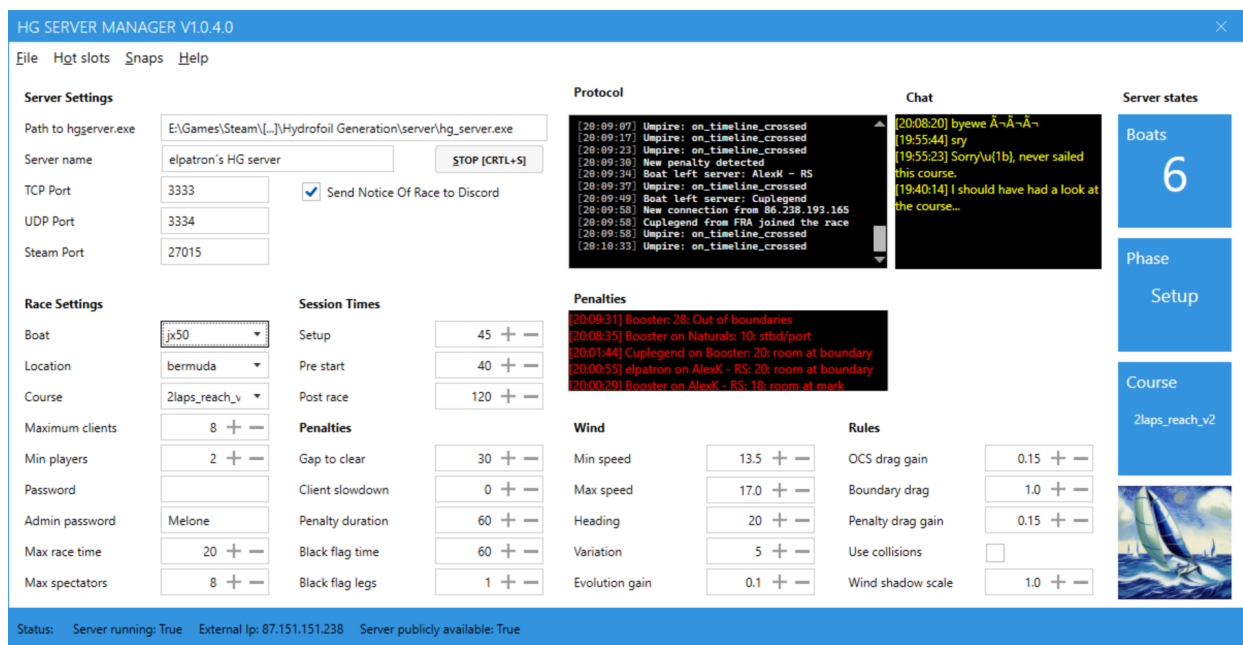 HG SERVER MANAGER V1.0.4.0
File Hot slots Snaps Help
Server Settings
Path to hgserver.exe E:\Games\Steam\[...]\Hydrofoil Generation\server\hg_server.exe
Server name elpatron´s HG server STOP [CRTL+S]
TCP Port 3333 Send Notice Of Race to Discord
UDP Port 3334
Steam Port 27015
Protocol
[20:09:07] Umpire: on_timeline_crossed
[20:09:17] Umpire: on_timeline_crossed
[20:09:23] Umpire: on_timeline_crossed
[20:09:30] New penalty detected
[20:09:34] Boat left server: AlexK - RS
[20:09:37] Umpire: on_timeline_crossed
[20:09:49] Boat left server: Cuplegend
[20:09:58] New connection from 86.238.193.165
[20:09:58] Cuplegend from FRA joined the race
[20:09:58] Umpire: on_timeline_crossed
[20:10:33] Umpire: on_timeline_crossed
Chat
[20:08:20] byewe Ã¬Ã¬Ã¬
[19:55:44] sry
[19:55:23] Sorry\u{1b}, never sailed
this course.
[19:40:14] I should have had a look at
the course...
Server states
Boats
6
Phase
Setup
Course
2laps_reach_v2
Race Settings
Boat jx50
Location bermuda
Course 2laps_reach_v
Maximum clients 8
Min players 2
Password
Admin password Melone
Max race time 20
Max spectators 8
Session Times
Setup 45
Pre start 40
Post race 120
Penalties
Gap to clear 30
Client slowdown 0
Penalty duration 60
Black flag time 60
Black flag legs 1
Penalties
[20:09:31] Booster: 28: Out of boundaries
[20:08:35] Booster on Naturals: 10: stbd/port
[20:01:44] Cuplegend on Booster: 20: room at boundary
[20:00:55] elpatron on AlexK - RS: 20: room at boundary
[20:00:29] Booster on AlexK - RS: 18: room at mark
Wind
Min speed 13.5
Max speed 17.0
Heading 20
Variation 5
Evolution gain 0.1
Rules
OCS drag gain 0.15
Boundary drag 1.0
Penalty drag gain 0.15
Use collisions
Wind shadow scale 1.0
Status: Server running: True External Ip: 87.151.151.238 Server publicly available: True